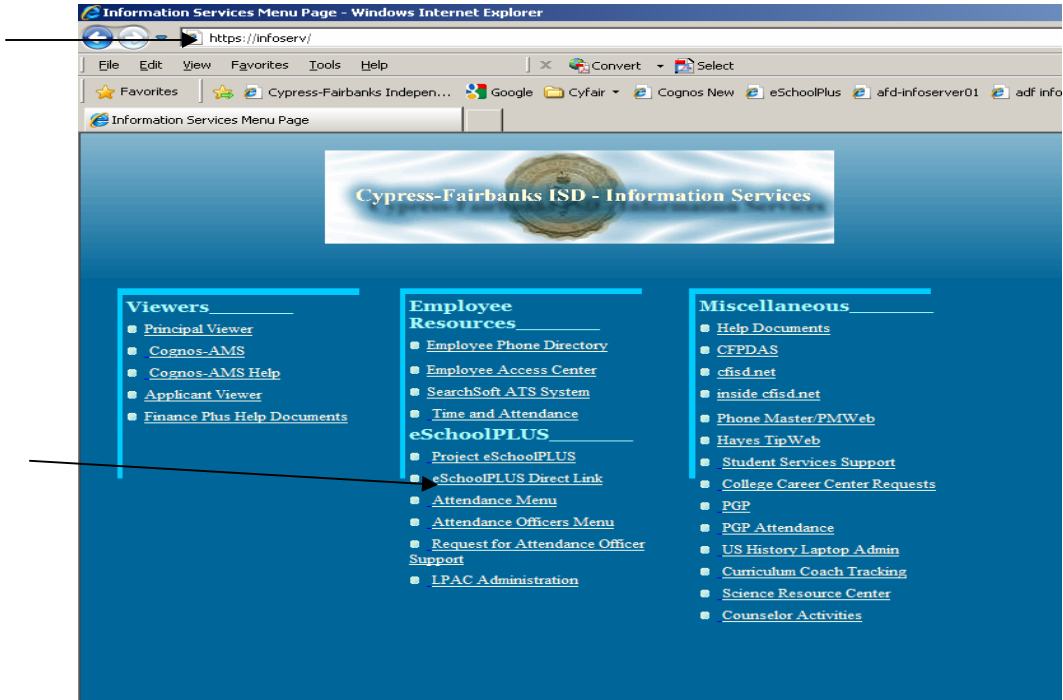 Information Services Menu Page - Windows Internet Explorer
https://infoserv/
File Edit View Favorites Tools Help Convert Select
Favorites Cypress-Fairbanks Indepen... Google Cyfair Cognos New eSchoolPlus afd-infoserver01 adf info
Information Services Menu Page
Cypress-Fairbanks ISD - Information Services
Viewers
Principal Viewer
Cognos-AMS
Cognos-AMS Help
Applicant Viewer
Finance Plus Help Documents
Employee
Resources
Employee Phone Directory
Employee Access Center
SearchSoft ATS System
Time and Attendance
eSchoolPLUS
Project eSchoolPLUS
eSchoolPLUS Direct Link
Attendance Menu
Attendance Officers Menu
Request for Attendance Officer
Support
LPAC Administration
Miscellaneous
Help Documents
CFPDAS
cfisd.net
inside cfisd.net
Phone Master/PMWeb
Hayes TipWeb
Student Services Support
College Career Center Requests
PGP
PGP Attendance
US History Laptop Admin
Curriculum Coach Tracking
Science Resource Center
Counselor Activities